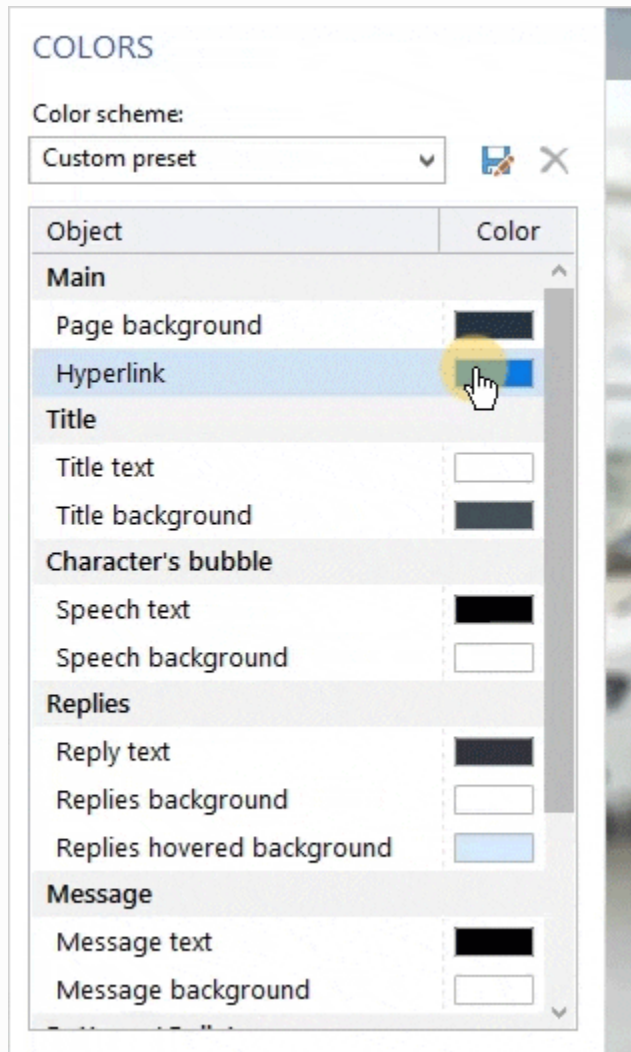 COLORS
Color scheme:
Custom preset
Object Color
Main
Page background
Hyperlink
Title
Title text
Title background
Character's bubble
Speech text
Speech background
Replies
Reply text
Replies background
Replies hovered background
Message
Message text
Message background